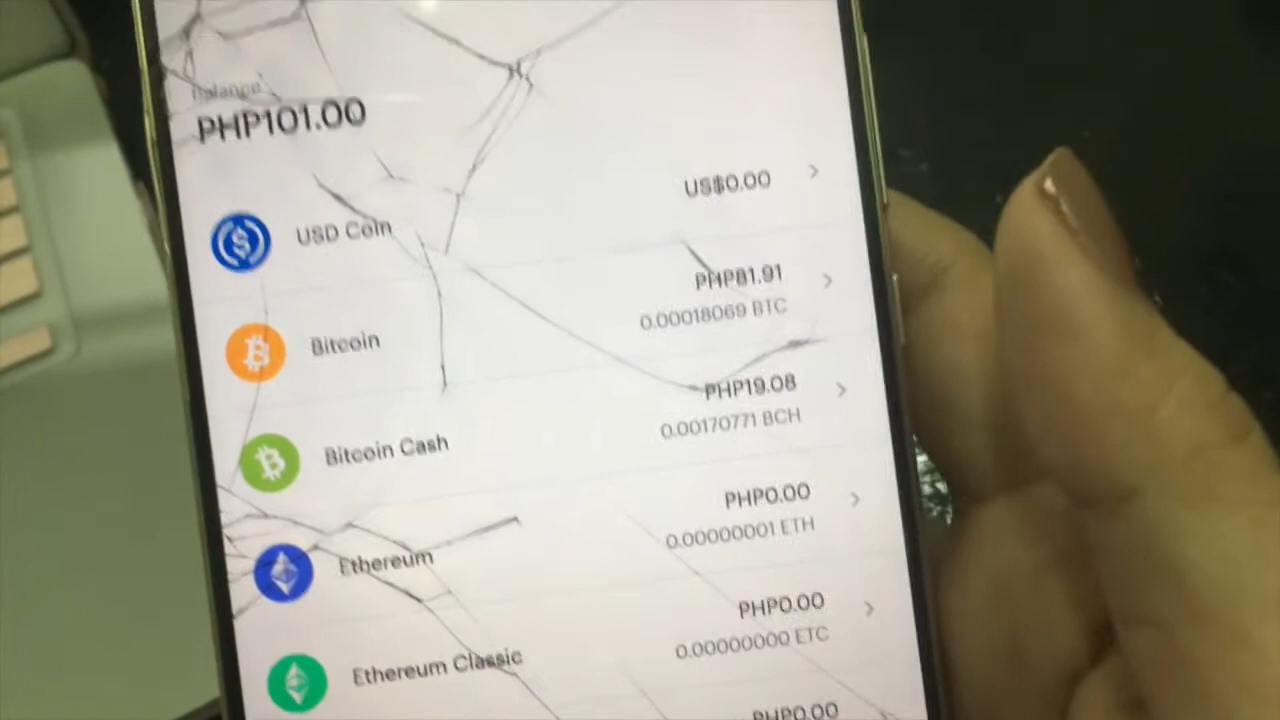 Balance
PHP101.00
US$0.00
USD Coin
PHP81.91
0.00018069 BTC
Bitcoin
PHP19.08
0.00170771 BCH
Bitcoin Cash
PHP0.00
0.00000001 ETH
Ethereum
PHP0.00
0.00000000 ETC
Ethereum Classic
PHP0.00